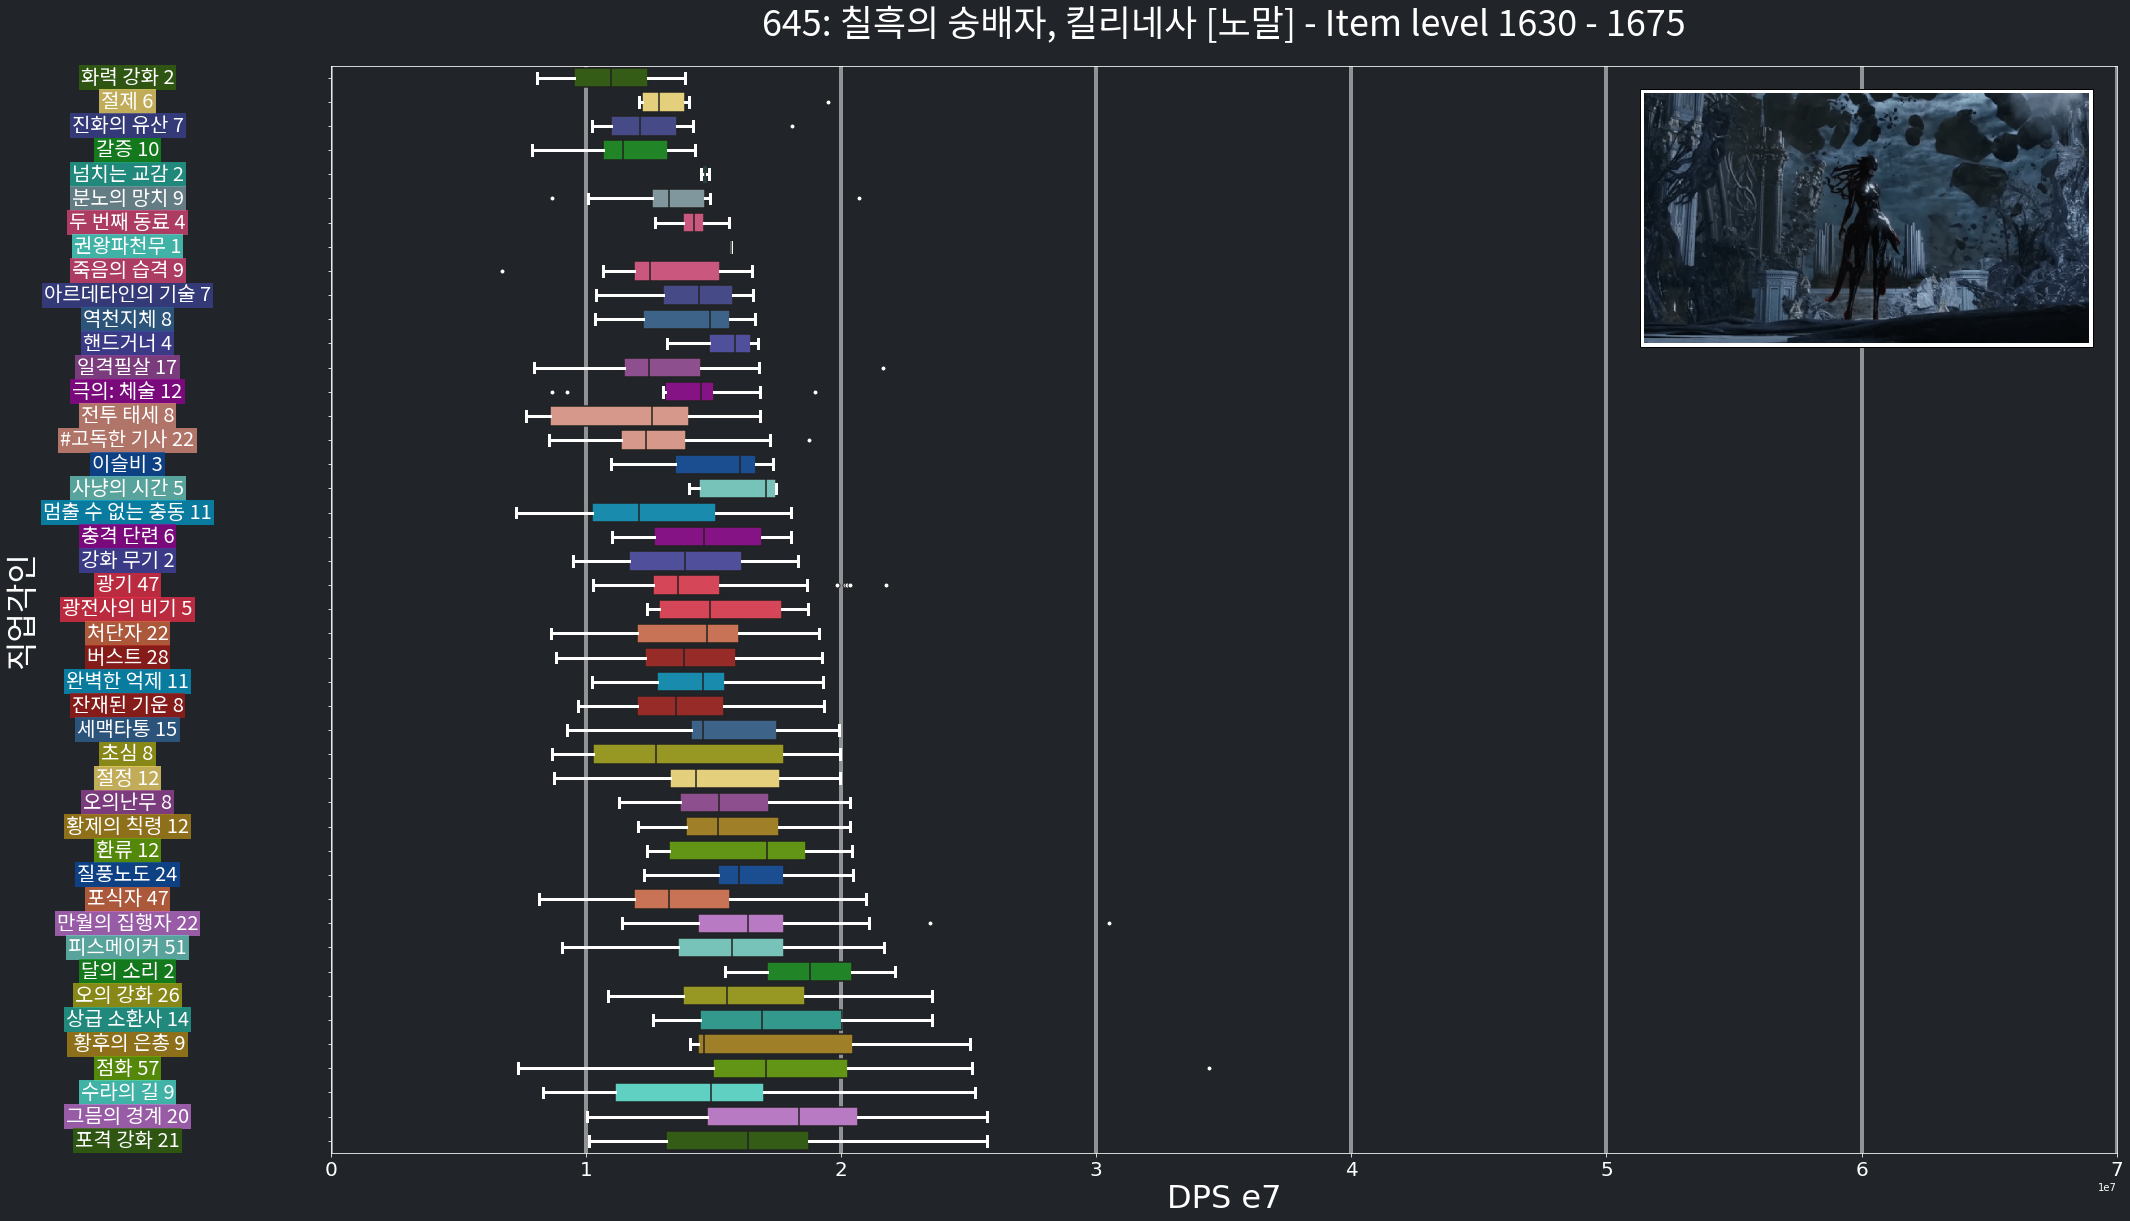 645: 칠흑의 숭배자, 킬리네사 [노말] - Item level 1630 - 1675
화력 강화 2
절제 6
진화의 유산 7
갈증 10
넘치는 교감 2
분노의 망치 9
두 번째 동료 4
권왕파천무 1
죽음의 습격 9
아르데타인의 기술 7
역천지체 8
핸드거너 4
일격필살 17
극의: 체술 12
전투 태세 8
#고독한 기사 22
이슬비 3
사냥의 시간 5
멈출 수 없는 충동 11
충격 단련 6
강화 무기 2
광기 47
광전사의 비기 5
처단자 22
버스트 28
완벽한 억제 11
잔재된 기운 8
세맥타통 15
초심 8
절정 12
오의난무 8
황제의 칙령 12
환류 12
질풍노도 24
포식자 47
만월의 집행자 22
피스메이커 51
달의 소리 2
오의 강화 26
상급 소환사 14
황후의 은총 9
점화 57
수라의 길 9
그믐의 경계 20
포격 강화 21
직업각인
0 1 2 3 4 5 6 7
1e7
DPS e7